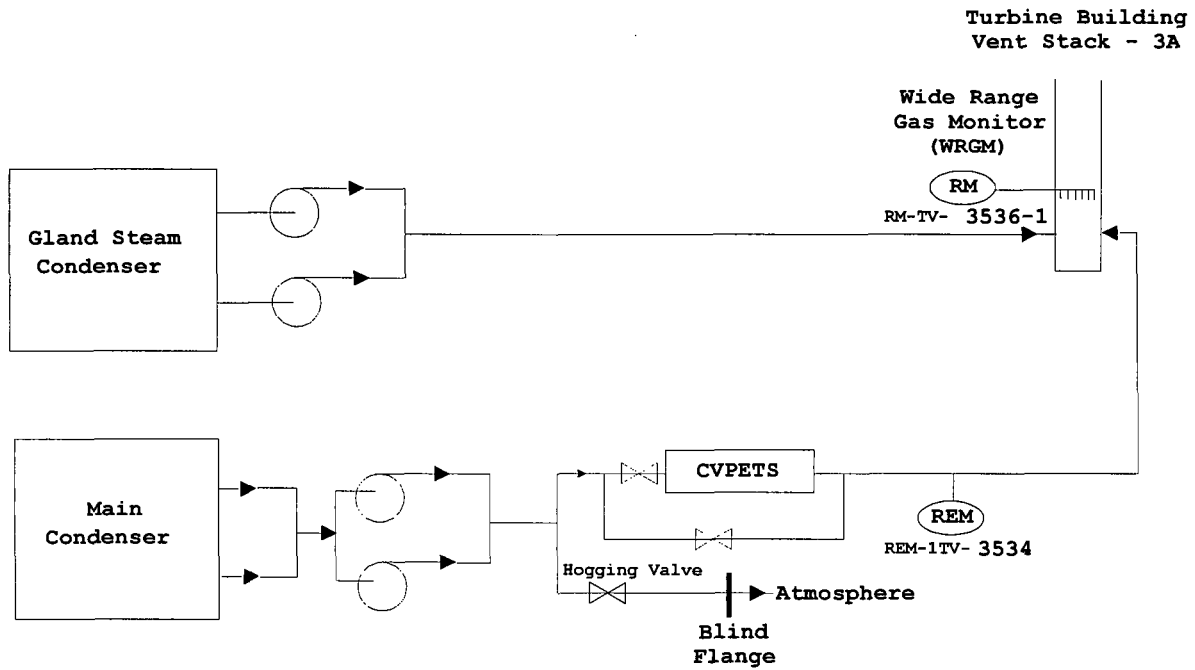 Turbine Building
Vent Stack - 3A
Wide Range
Gas Monitor
(WRGM)
RM
RM-TV- 3536-1
Gland Steam
Condenser
Main
Condenser
CVPETS
REM
REM-1TV- 3534
Hogging Valve
Atmosphere
Blind
Flange